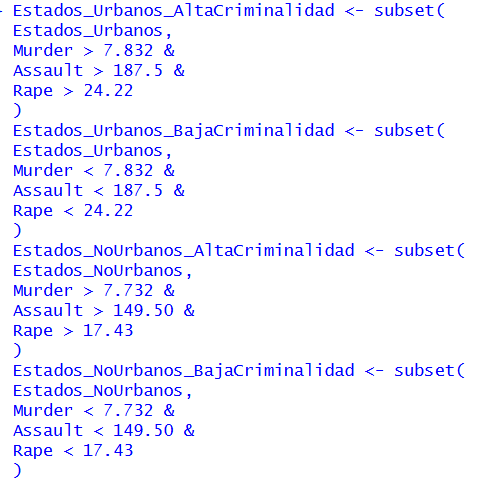 Estados_Urbanos_AltaCriminalidad <- subset(
Estados_Urbanos,
Murder > 7.832 &
Assault > 187.5 &
Rape > 24.22
)
Estados_Urbanos_BajaCriminalidad <- subset(
Estados_Urbanos,
Murder < 7.832 &
Assault < 187.5 &
Rape < 24.22
)
Estados_NoUrbanos_AltaCriminalidad <- subset(
Estados_NoUrbanos,
Murder > 7.732 &
Assault > 149.50 &
Rape > 17.43
)
Estados_NoUrbanos_BajaCriminalidad <- subset(
Estados_NoUrbanos,
Murder < 7.732 &
Assault < 149.50 &
Rape < 17.43
)